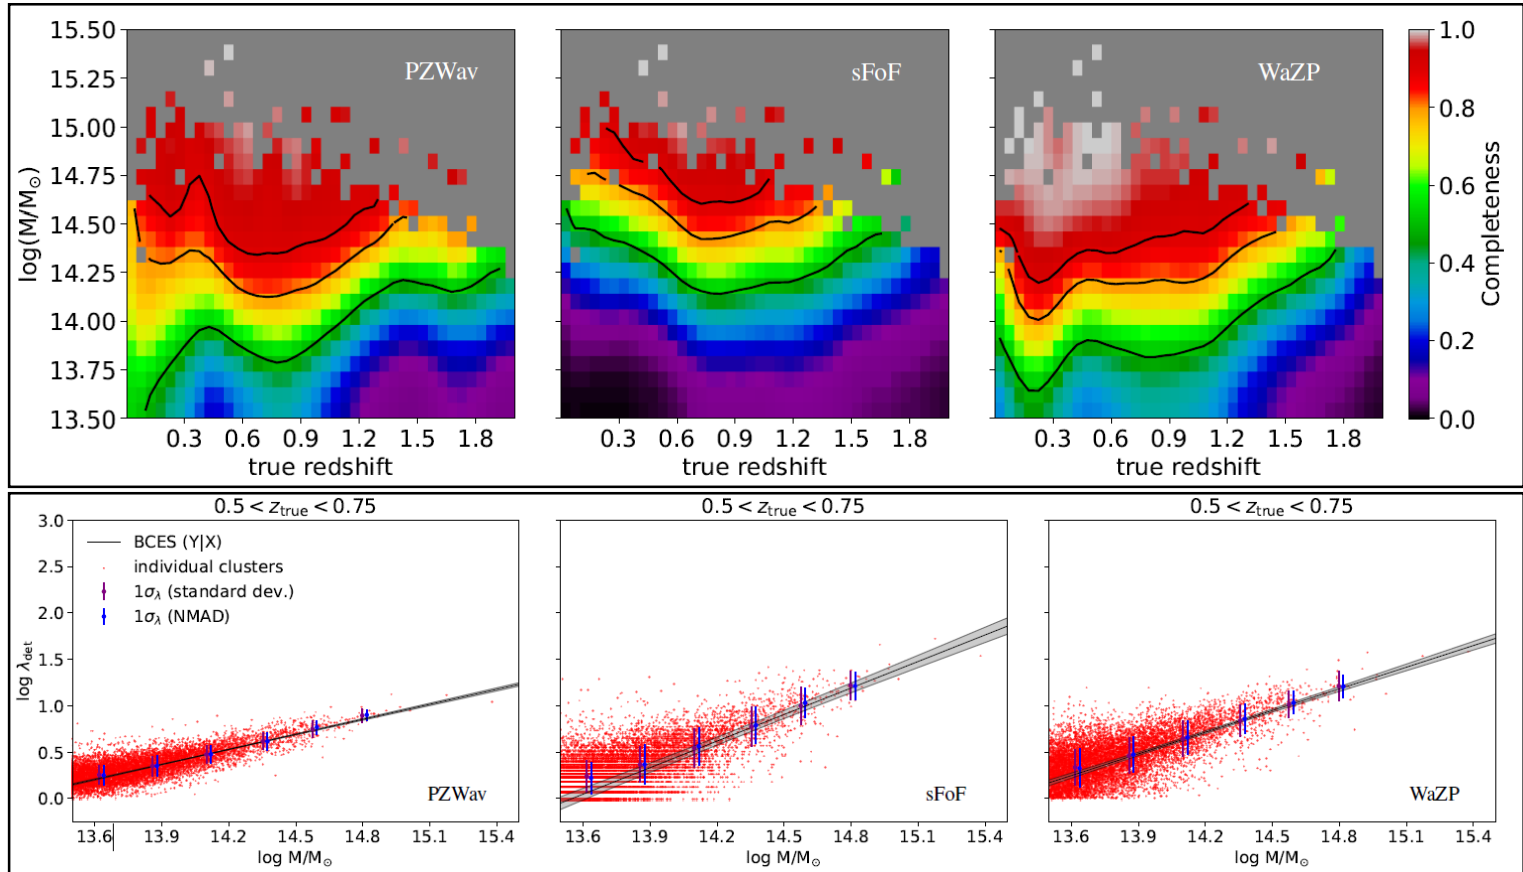 PZWav
sFoF
WaZP
15.50
15.25
15.00
14.75
14.50
14.25
14.00
13.75
13.50
log(M/M⊙)
0.3 0.6 0.9 1.2 1.5 1.8
true redshift
0.3 0.6 0.9 1.2 1.5 1.8
true redshift
0.3 0.6 0.9 1.2 1.5 1.8
true redshift
1.0
0.8
0.6
0.4
0.2
0.0
Completeness
0.5 < z_true < 0.75
0.5 < z_true < 0.75
0.5 < z_true < 0.75
3.0
2.5
2.0
1.5
1.0
0.5
0.0
log λ_det
BCES (Y|X)
individual clusters
1σ_λ (standard dev.)
1σ_λ (NMAD)
PZWav
sFoF
WaZP
13.6 13.9 14.2 14.5 14.8 15.1 15.4
log M/M⊙
13.6 13.9 14.2 14.5 14.8 15.1 15.4
log M/M⊙
13.6 13.9 14.2 14.5 14.8 15.1 15.4
log M/M⊙